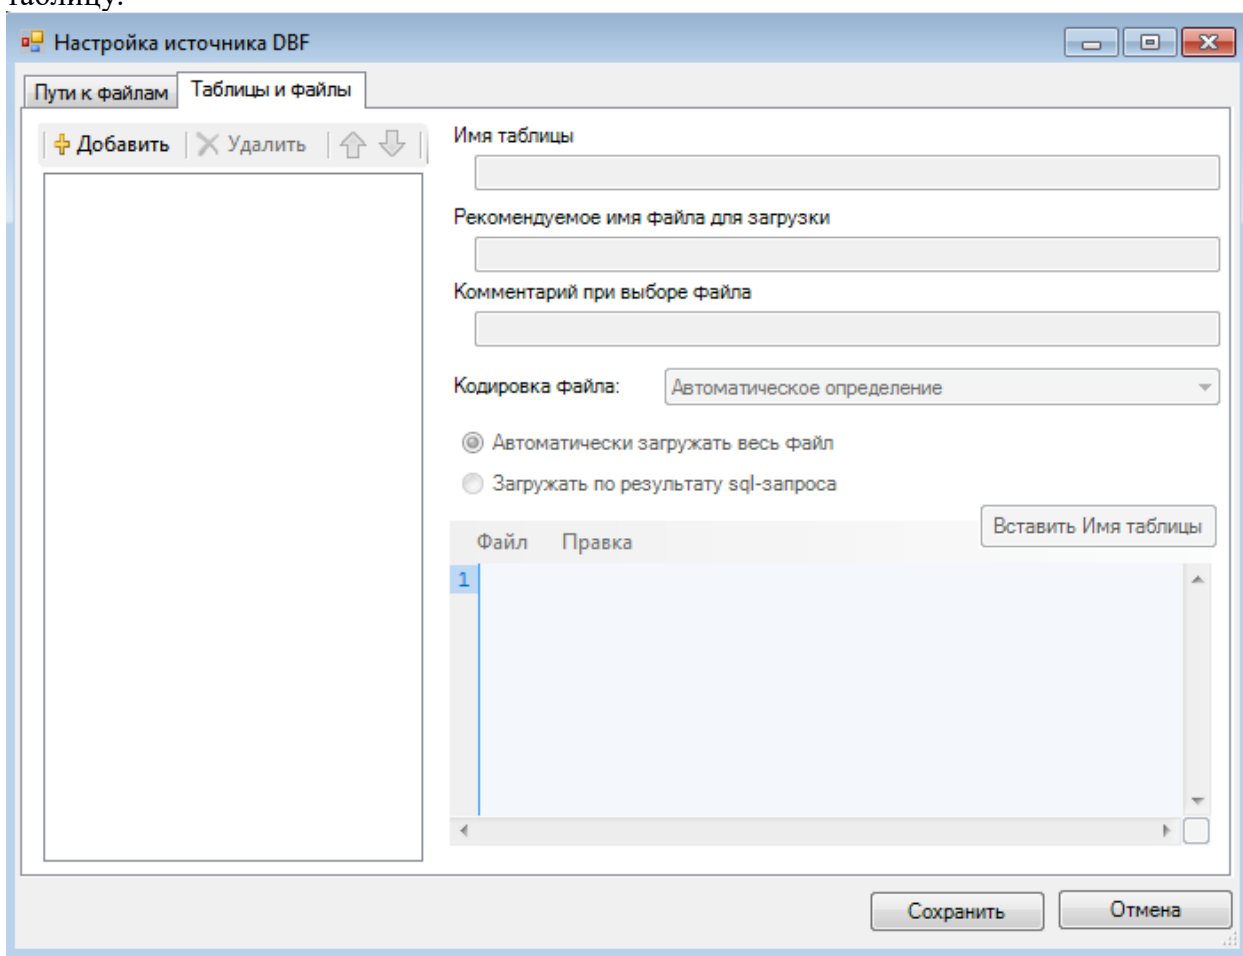 таблицу.
Настройка источника DBF
Пути к файлам Таблицы и файлы
Добавить Удалить
Имя таблицы
Рекомендуемое имя файла для загрузки
Комментарий при выборе файла
Кодировка файла: Автоматическое определение
Автоматически загружать весь файл
Загружать по результату sql-запроса
Вставить Имя таблицы
Файл Правка
1
Сохранить Отмена